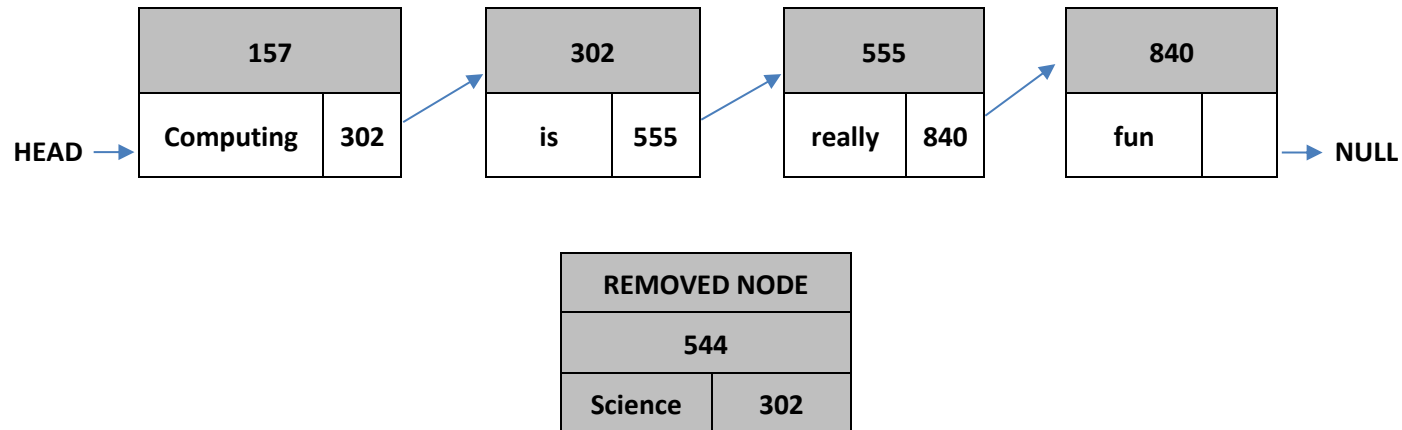 157 302 555 840
HEAD Computing 302 is 555 really 840 fun NULL
REMOVED NODE
544
Science 302